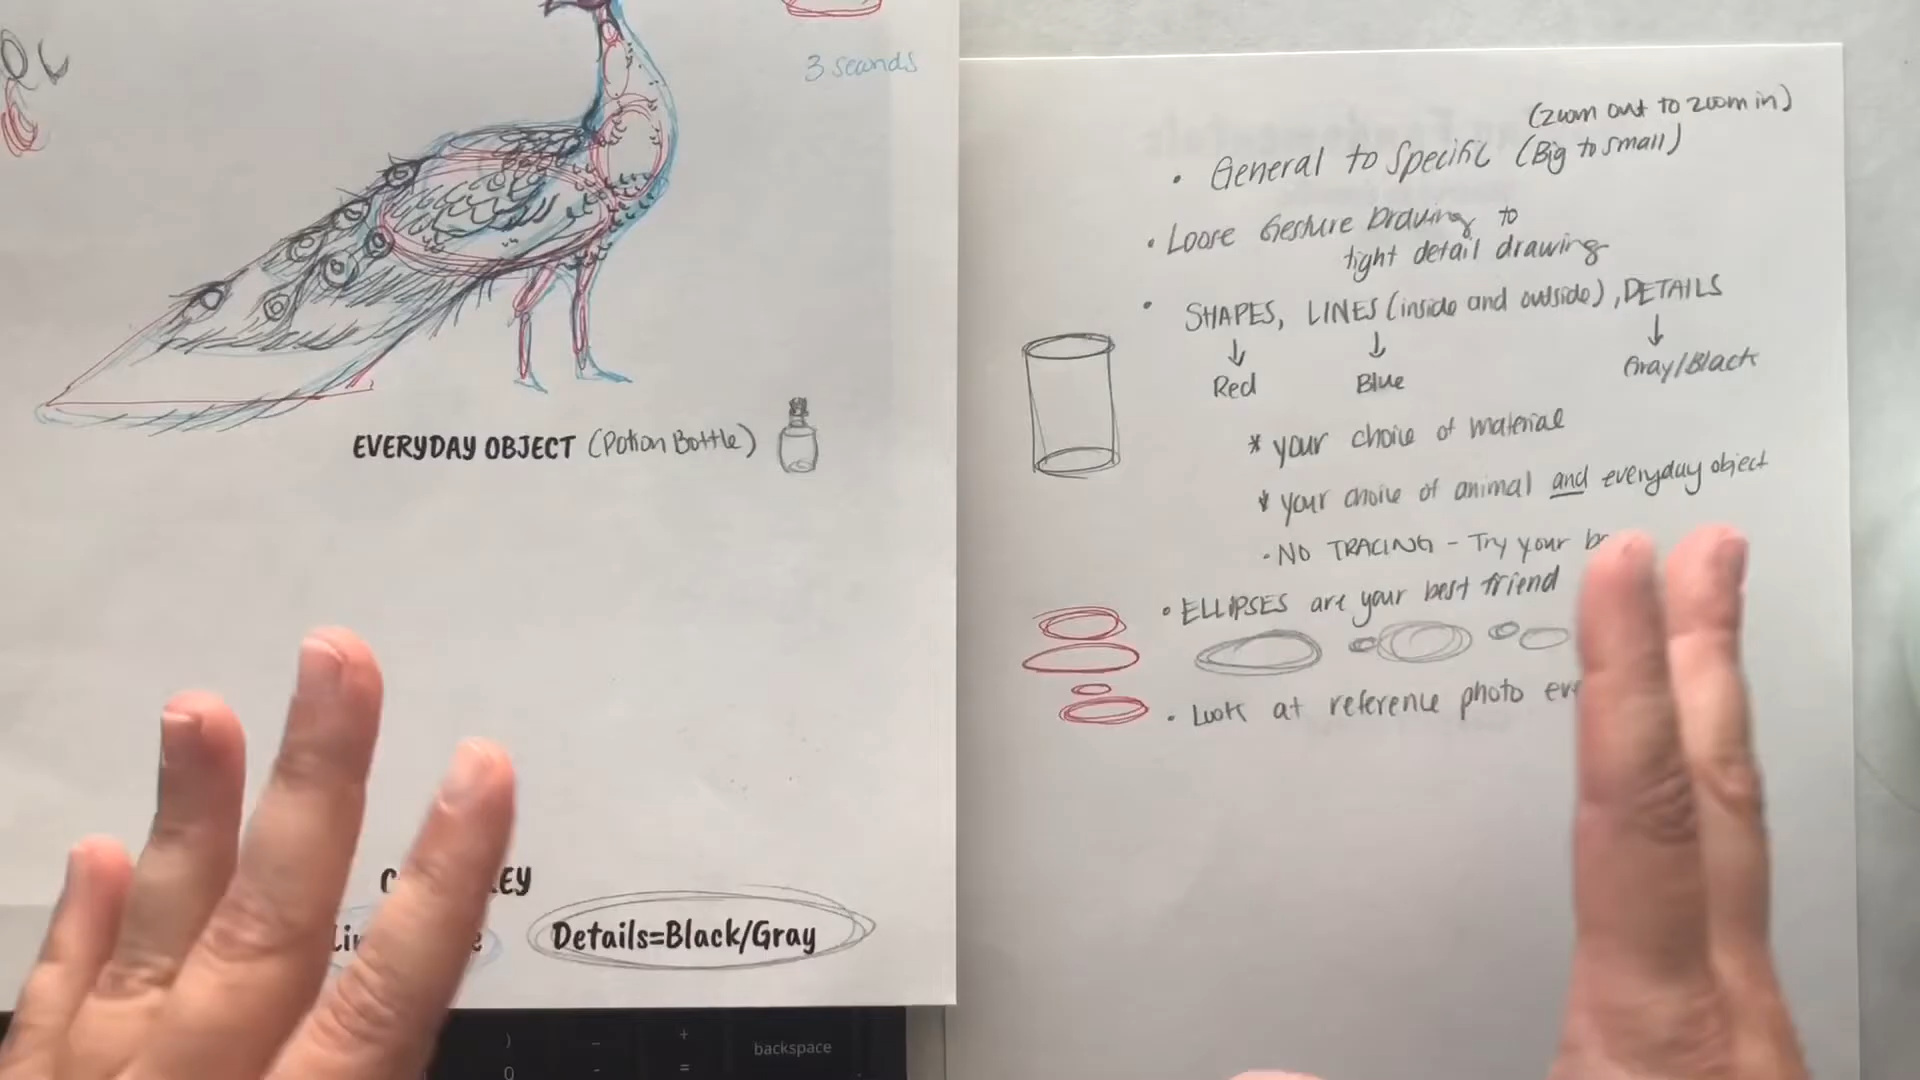 3 seconds
EVERYDAY OBJECT (Potion Bottle)
EY
Details=Black/Gray
(zoom out to zoom in)
• General to Specific (Big to small)
• Loose Gesture Drawing to
tight detail drawing
• SHAPES, LINES (inside and outside), DETAILS
Red Blue Gray/Black
* your choice of material
* your choice of animal and everyday object
• NO TRACING - Try your
• ELLIPSES are your best friend
• Look at reference photo
) _ +
0 - = backspace